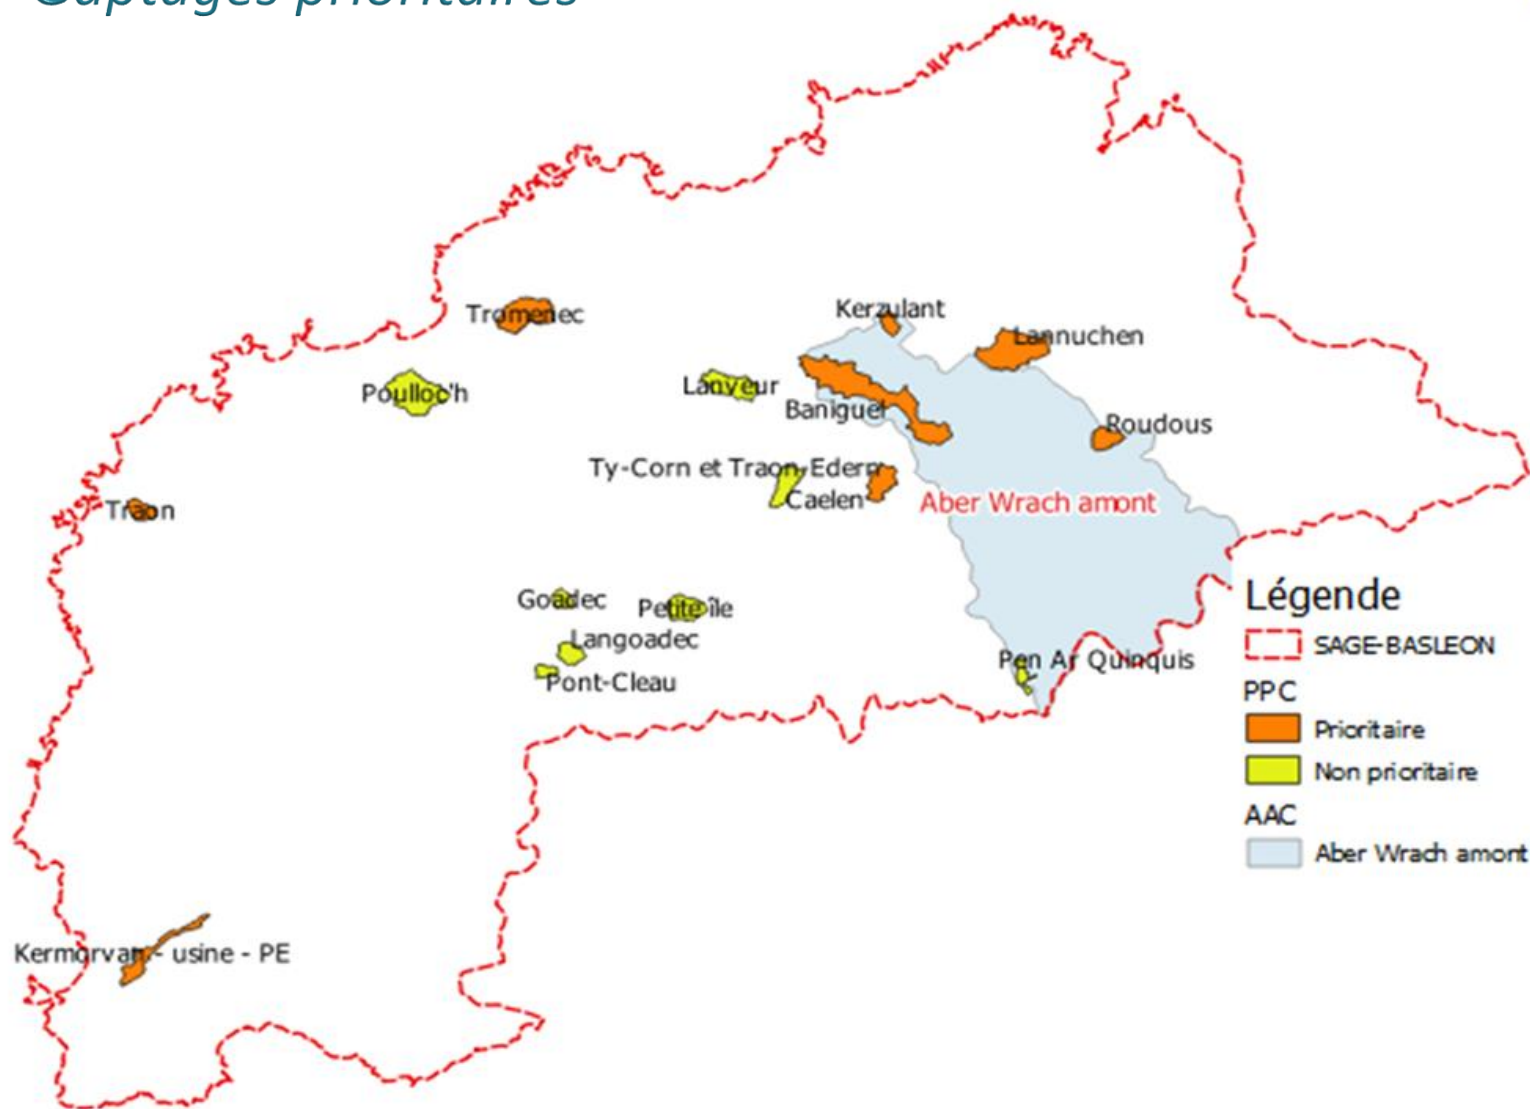 Captages prioritaires
Kerzulant
Tromenec
Lannuchen
Lanveur
Poulloc'h
Baniguel
Roudous
Ty-Corn et Traon-Edern
Caelen
Aber Wrach amont
Traon
Goadec
Petite île
Langoadec
Pen Ar Quinquis
Pont-Cleau
Kermorvan - usine - PE
Légende
SAGE-BASLEON
PPC
Prioritaire
Non prioritaire
AAC
Aber Wrach amont